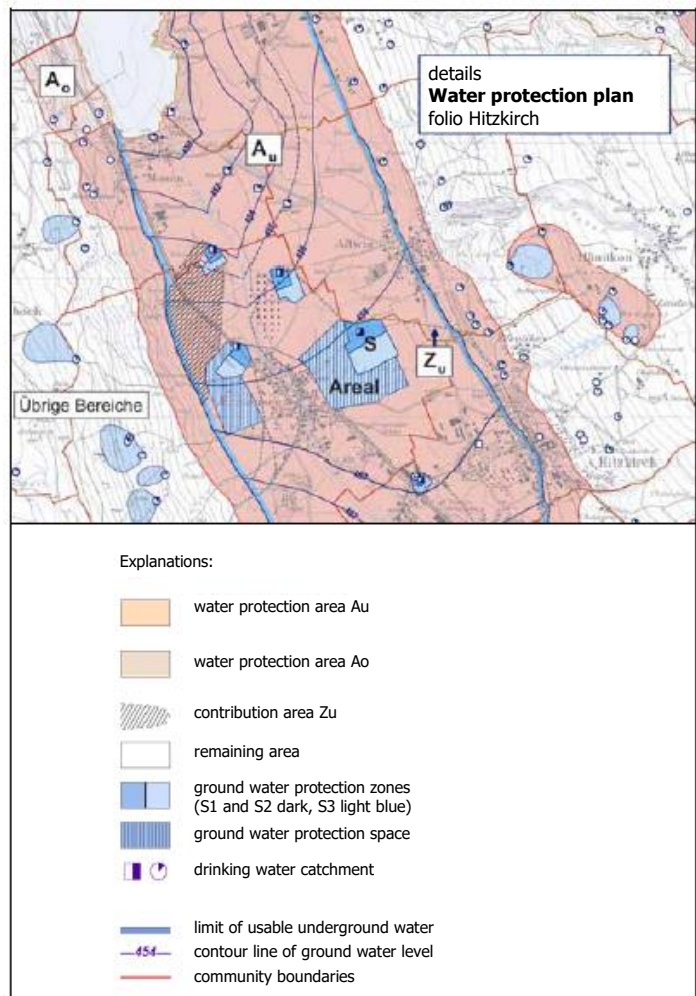 details
Water protection plan
folio Hitzkirch
Ao
Au
S
Areal
Zu
Übrige Bereiche
Explanations:
water protection area Au
water protection area Ao
contribution area Zu
remaining area
ground water protection zones
(S1 and S2 dark, S3 light blue)
ground water protection space
drinking water catchment
limit of usable underground water
454
contour line of ground water level
community boundaries